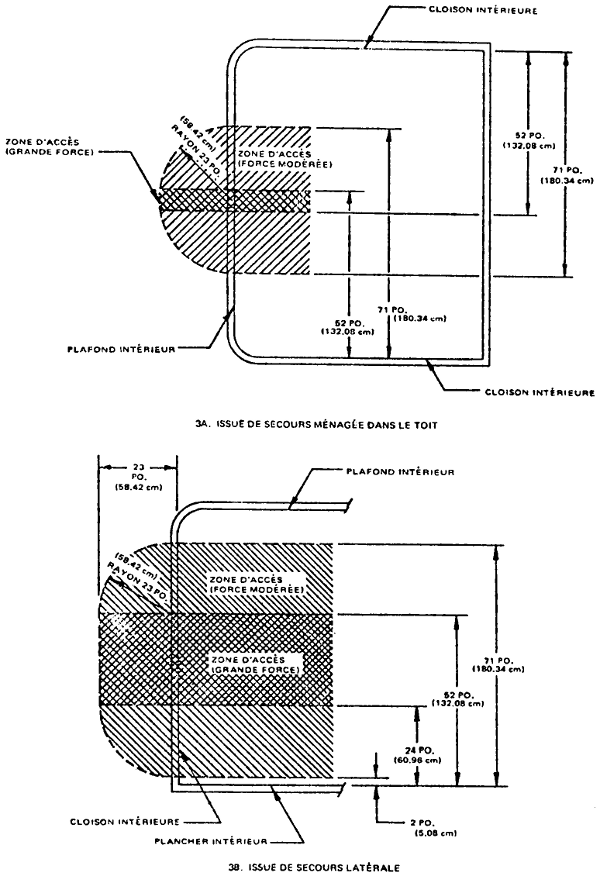 CLOISON INTÉRIEURE
(58.42 cm)
RAYON 23 PO.
ZONE D'ACCÈS
(GRANDE FORCE)
ZONE D'ACCÈS
(FORCE MODÉRÉE)
52 PO.
(132.08 cm)
71 PO.
(180.34 cm)
71 PO.
(180.34 cm)
52 PO.
(132.08 cm)
PLAFOND INTÉRIEUR
CLOISON INTÉRIEURE
3A. ISSUE DE SECOURS MÉNAGÉE DANS LE TOIT
23
PO.
(58.42 cm)
PLAFOND INTÉRIEUR
(58.42 cm)
RAYON 23 PO.
ZONE D'ACCÈS
(FORCE MODÉRÉE)
ZONE D'ACCÈS
(GRANDE FORCE)
71 PO.
(180.34 cm)
52 PO.
(132.08 cm)
24 PO.
(60.96 cm)
CLOISON INTÉRIEURE
PLANCHER INTÉRIEUR
2 PO.
(5.08 cm)
3B. ISSUE DE SECOURS LATÉRALE